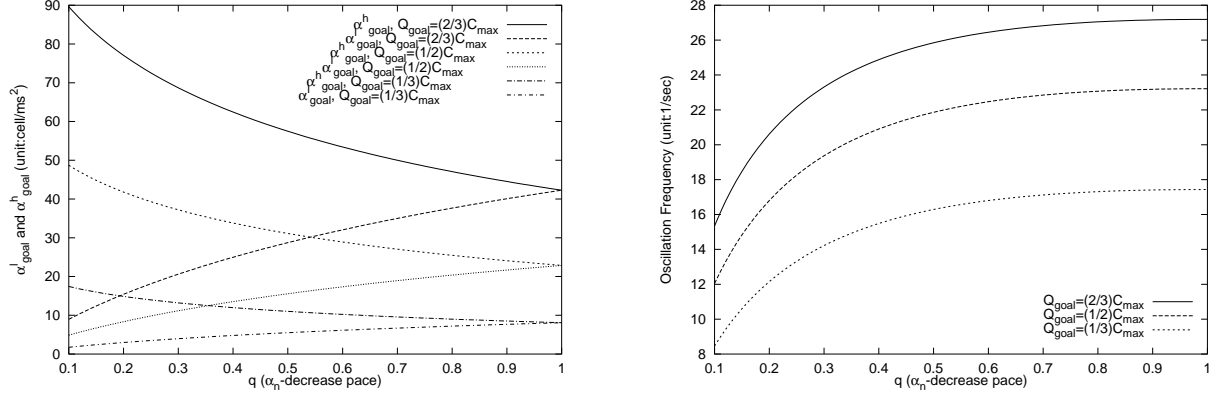 90
80
70
60
50
40
30
20
10
0
α^l_goal and α^h_goal (unit:cell/ms²)
α^h_goal, Q_goal=(2/3)C_max
α^l_goal, Q_goal=(2/3)C_max
α^h_goal, Q_goal=(1/2)C_max
α^l_goal, Q_goal=(1/2)C_max
α^h_goal, Q_goal=(1/3)C_max
α^l_goal, Q_goal=(1/3)C_max
0.1 0.2 0.3 0.4 0.5 0.6 0.7 0.8 0.9 1
q (α_n-decrease pace)
28
26
24
22
20
18
16
14
12
10
8
Oscillation Frequency (unit:1/sec)
Q_goal=(2/3)C_max
Q_goal=(1/2)C_max
Q_goal=(1/3)C_max
0.1 0.2 0.3 0.4 0.5 0.6 0.7 0.8 0.9 1
q (α_n-decrease pace)